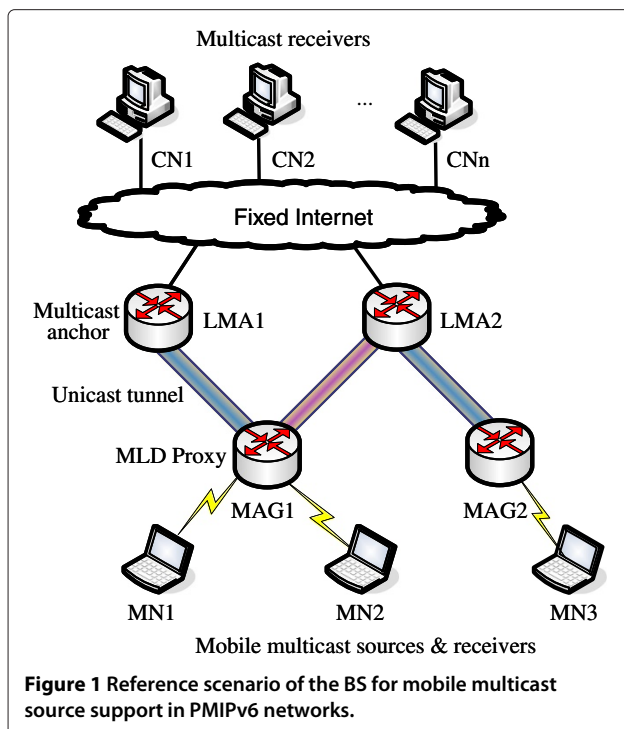 Multicast receivers
...
CN1
CN2
CNn
Fixed Internet
Multicast anchor
LMA1
LMA2
Unicast tunnel
MLD Proxy
MAG1
MAG2
MN1
MN2
MN3
Mobile multicast sources & receivers
Figure 1 Reference scenario of the BS for mobile multicast
source support in PMIPv6 networks.